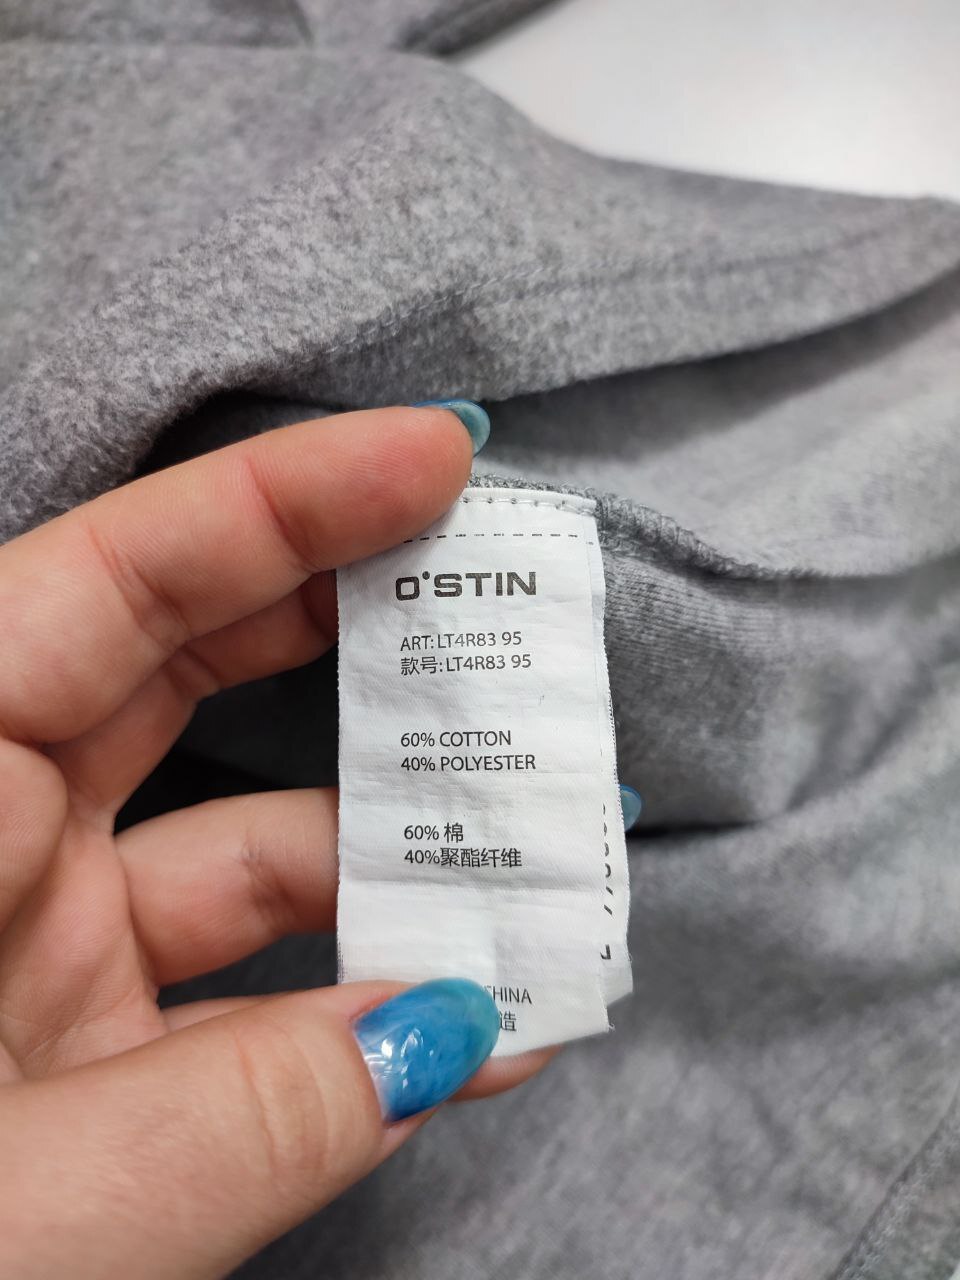 O'STIN
ART: LT4R83 95
款号: LT4R83 95
60% COTTON
40% POLYESTER
60% 棉
40%聚酯纤维